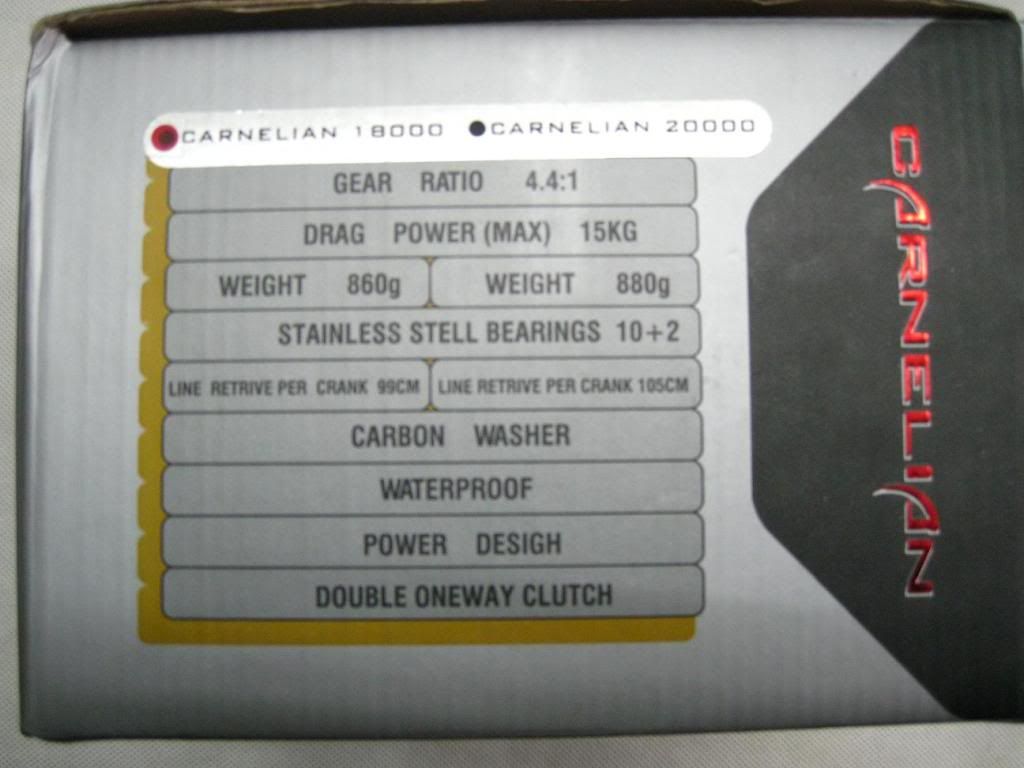 CARNELIAN 18000 CARNELIAN 20000
GEAR RATIO 4.4:1
DRAG POWER (MAX) 15KG
WEIGHT 860g WEIGHT 880g
STAINLESS STELL BEARINGS 10+2
LINE RETRIVE PER CRANK 99CM LINE RETRIVE PER CRANK 105CM
CARBON WASHER
WATERPROOF
POWER DESIGH
DOUBLE ONEWAY CLUTCH
CARNELIAN